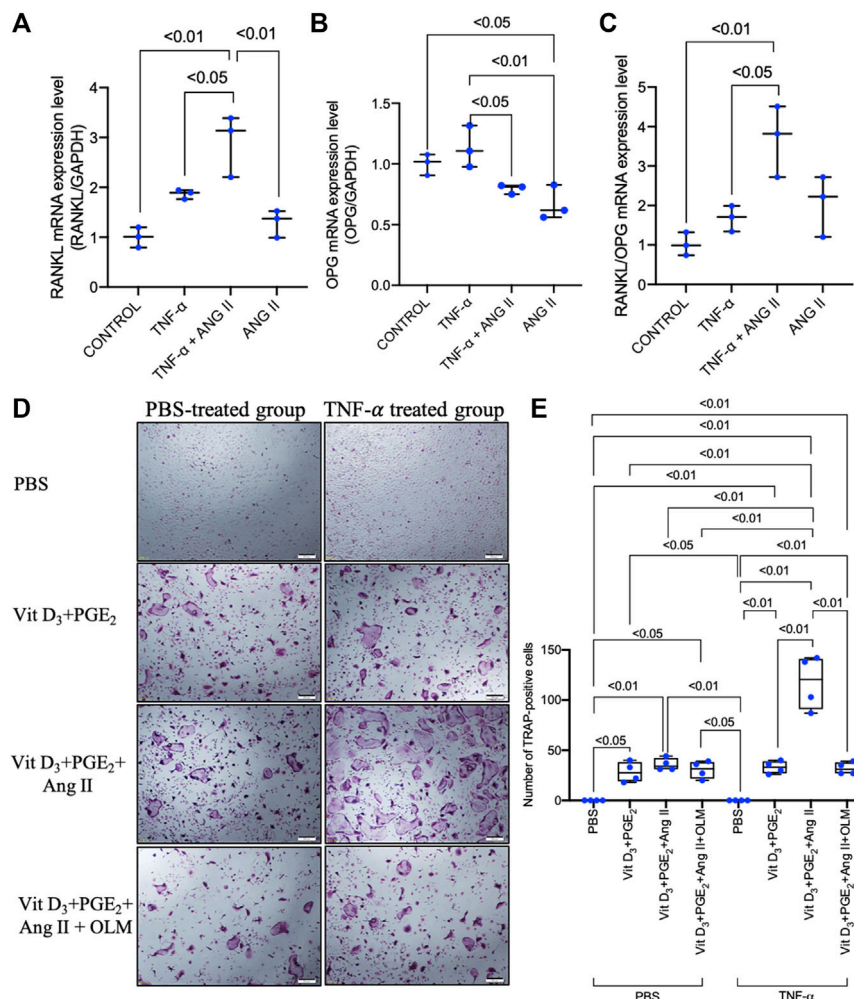 A
<0.01
<0.01
<0.05
RANKL mRNA expression level
(RANKL/GAPDH)
4
3
2
1
0
CONTROL
TNF-α
TNF-α + ANG II
ANG II
B
<0.05
<0.01
<0.05
OPG mRNA expression level
(OPG/GAPDH)
1.5
1.0
0.5
0.0
CONTROL
TNF-α
TNF-α + ANG II
ANG II
C
<0.01
<0.05
RANKL/OPG mRNA expression level
5
4
3
2
1
0
CONTROL
TNF-α
TNF-α + ANG II
ANG II
D
PBS-treated group
TNF-α treated group
PBS
Vit D₃+PGE₂
Vit D₃+PGE₂+
Ang II
Vit D₃+PGE₂+
Ang II + OLM
E
<0.01
<0.01
<0.01
<0.01
<0.01
<0.01
<0.05
<0.01
<0.01
<0.01
<0.01
<0.05
<0.01
<0.01
<0.01
<0.05
<0.05
Number of TRAP-positive cells
150
100
50
0
PBS
Vit D₃+PGE₂
Vit D₃+PGE₂+Ang II
Vit D₃+PGE₂+Ang II+OLM
PBS
Vit D₃+PGE₂
Vit D₃+PGE₂+Ang II
Vit D₃+PGE₂+Ang II+OLM
PBS
TNF-α